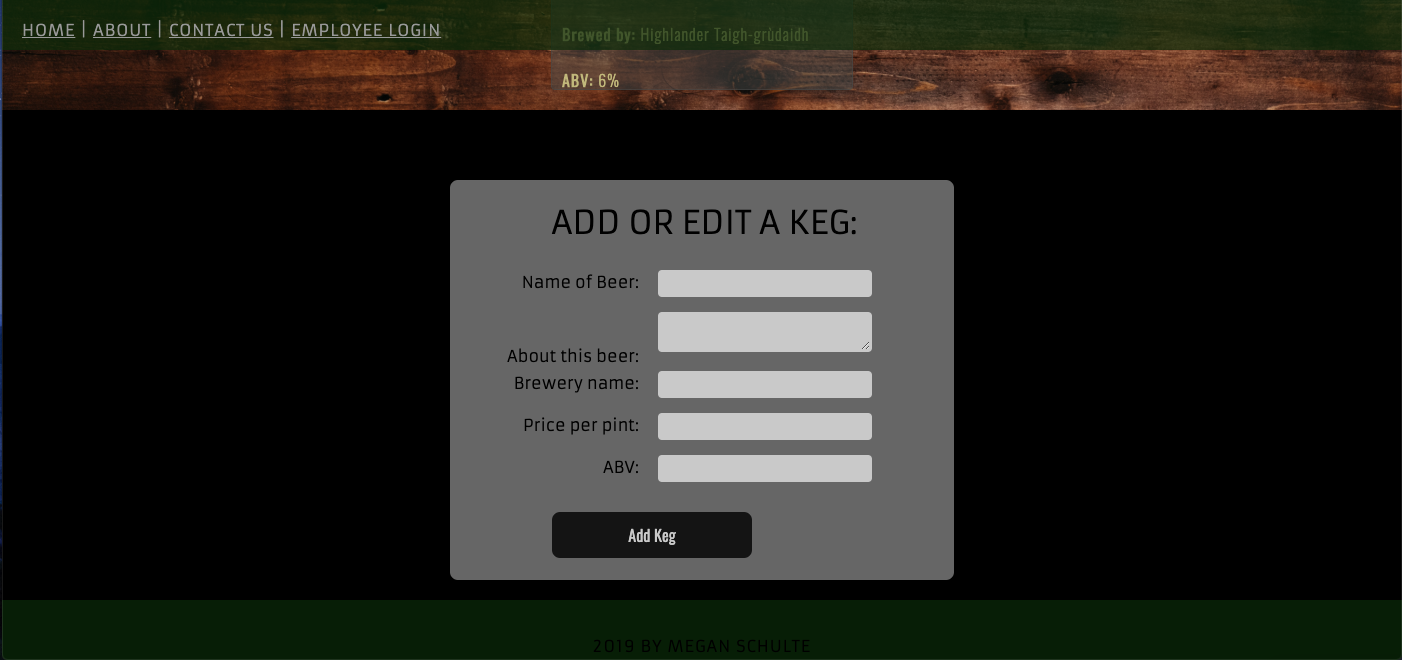 HOME | ABOUT | CONTACT US | EMPLOYEE LOGIN
Brewed by: Highlander Taigh-grùdaidh
ABV: 6%
ADD OR EDIT A KEG:
Name of Beer:
About this beer:
Brewery name:
Price per pint:
ABV:
Add Keg
2019 BY MEGAN SCHULTE